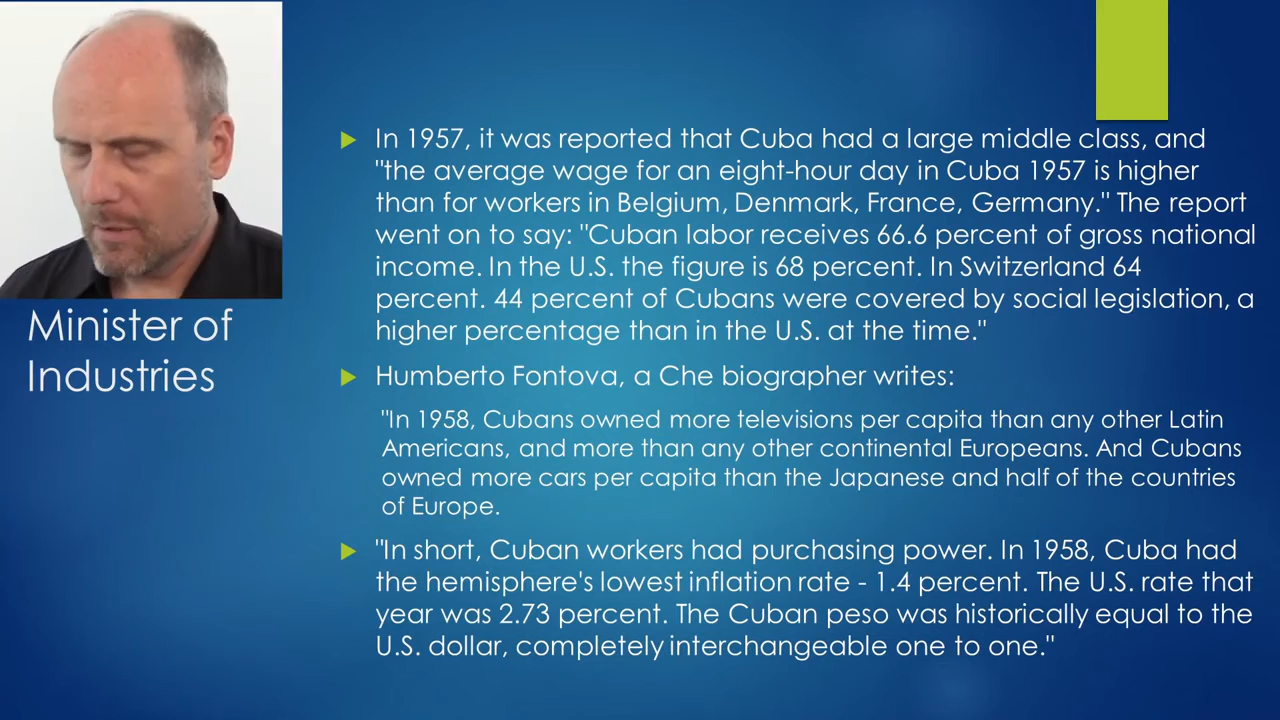 Minister of
Industries
In 1957, it was reported that Cuba had a large middle class, and
"the average wage for an eight-hour day in Cuba 1957 is higher
than for workers in Belgium, Denmark, France, Germany." The report
went on to say: "Cuban labor receives 66.6 percent of gross national
income. In the U.S. the figure is 68 percent. In Switzerland 64
percent. 44 percent of Cubans were covered by social legislation, a
higher percentage than in the U.S. at the time."
Humberto Fontova, a Che biographer writes:
"In 1958, Cubans owned more televisions per capita than any other Latin
Americans, and more than any other continental Europeans. And Cubans
owned more cars per capita than the Japanese and half of the countries
of Europe.
"In short, Cuban workers had purchasing power. In 1958, Cuba had
the hemisphere's lowest inflation rate - 1.4 percent. The U.S. rate that
year was 2.73 percent. The Cuban peso was historically equal to the
U.S. dollar, completely interchangeable one to one."